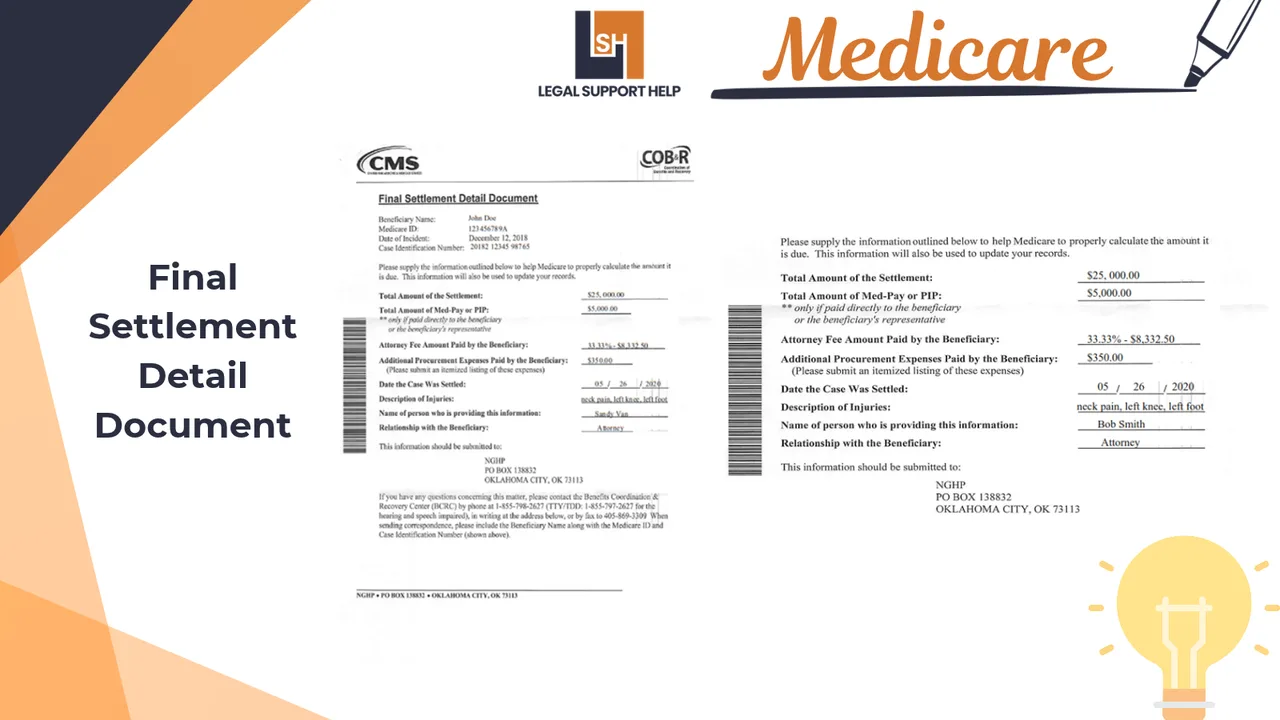 LSH
LEGAL SUPPORT HELP
Medicare
Final
Settlement
Detail
Document
CMS
COB&R
Final Settlement Detail Document
Beneficiary Name: John Doe
Medicare ID: 123456789A
Date of Incident: December 12, 2018
Case Identification Number: 20182 12345 98765
Please supply the information outlined below to help Medicare to properly calculate the amount it
is due. This information will also be used to update your records.
Total Amount of the Settlement: $25, 000.00
Total Amount of Med-Pay or PIP: $5,000.00
** only if paid directly to the beneficiary
or the beneficiary's representative
Attorney Fee Amount Paid by the Beneficiary: 33.33% - $8,332.50
Additional Procurement Expenses Paid by the Beneficiary: $350.00
(Please submit an itemized listing of these expenses)
Date the Case Was Settled: 05 / 26 / 2020
Description of Injuries: neck pain, left knee, left foot
Name of person who is providing this information: Sandy Van
Relationship with the Beneficiary: Attorney
This information should be submitted to:
NGHP
PO BOX 138832
OKLAHOMA CITY, OK 73113
If you have any questions concerning this matter, please contact the Benefits Coordination &
Recovery Center (BCRC) by phone at 1-855-798-2627 (TTY/TDD: 1-855-797-2627 for the
hearing and speech impaired), in writing at the address below, or by fax to 405-869-3309 When
sending correspondence, please include the Beneficiary Name along with the Medicare ID and
Case Identification Number (shown above).
NGHP • PO BOX 138832 • OKLAHOMA CITY, OK 73113
Please supply the information outlined below to help Medicare to properly calculate the amount it
is due. This information will also be used to update your records.
Total Amount of the Settlement: $25, 000.00
Total Amount of Med-Pay or PIP: $5,000.00
** only if paid directly to the beneficiary
or the beneficiary's representative
Attorney Fee Amount Paid by the Beneficiary: 33.33% - $8,332.50
Additional Procurement Expenses Paid by the Beneficiary: $350.00
(Please submit an itemized listing of these expenses)
Date the Case Was Settled: 05 / 26 / 2020
Description of Injuries: neck pain, left knee, left foot
Name of person who is providing this information: Bob Smith
Relationship with the Beneficiary: Attorney
This information should be submitted to:
NGHP
PO BOX 138832
OKLAHOMA CITY, OK 73113